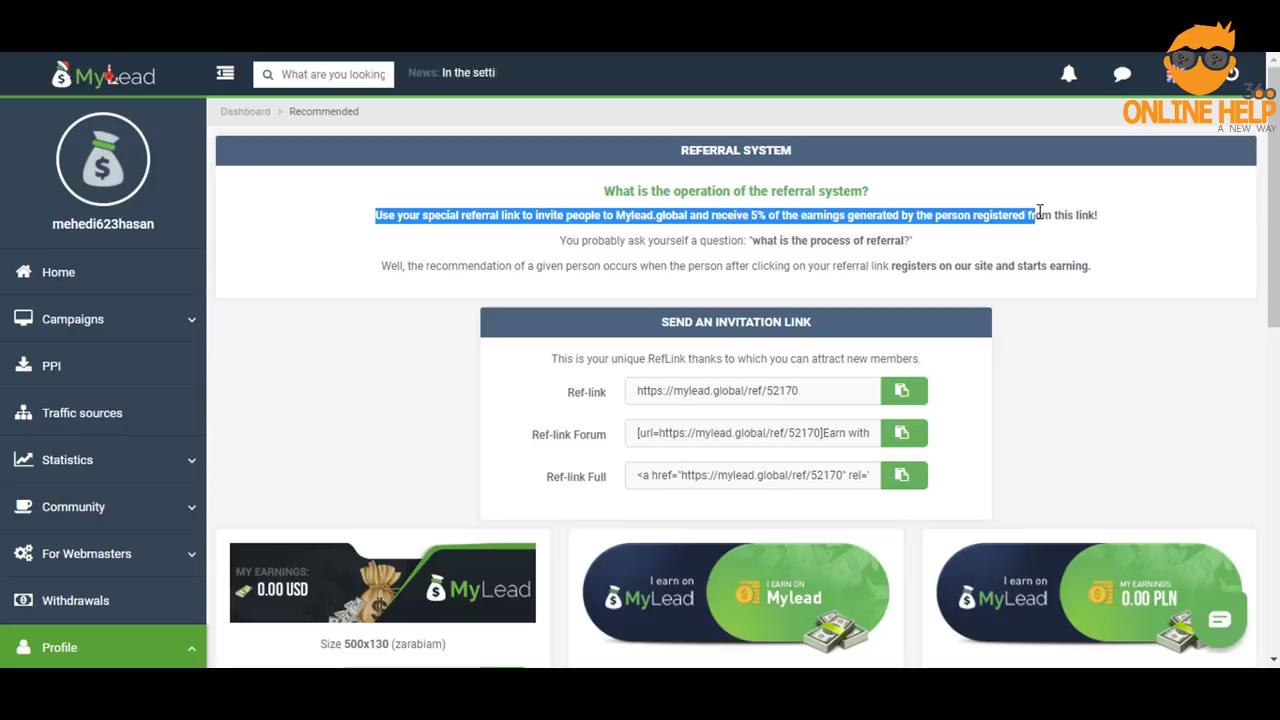 MyLead
What are you looking
News: In the setti
360
ONLINE HELP
A NEW WAY
Dashboard > Recommended
mehedi623hasan
Home
Campaigns
PPI
Traffic sources
Statistics
Community
For Webmasters
Withdrawals
Profile
REFERRAL SYSTEM
What is the operation of the referral system?
Use your special referral link to invite people to Mylead.global and receive 5% of the earnings generated by the person registered from this link!
You probably ask yourself a question: "what is the process of referral?"
Well, the recommendation of a given person occurs when the person after clicking on your referral link registers on our site and starts earning.
SEND AN INVITATION LINK
This is your unique RefLink thanks to which you can attract new members.
Ref-link https://mylead.global/ref/52170
Ref-link Forum [url=https://mylead.global/ref/52170]Earn with
Ref-link Full <a href="https://mylead.global/ref/52170" rel='
MY EARNINGS:
0.00 USD
MyLead
Size 500x130 (zarabiam)
I earn on
MyLead
I EARN ON
Mylead
I earn on
MyLead
MY EARNINGS:
0.00 PLN